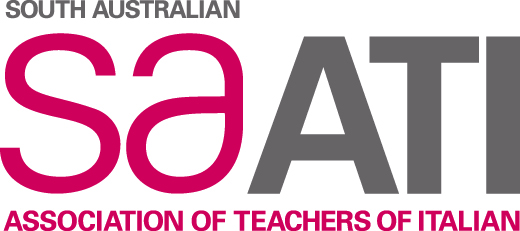 SOUTH AUSTRALIAN
saATI
ASSOCIATION OF TEACHERS OF ITALIAN